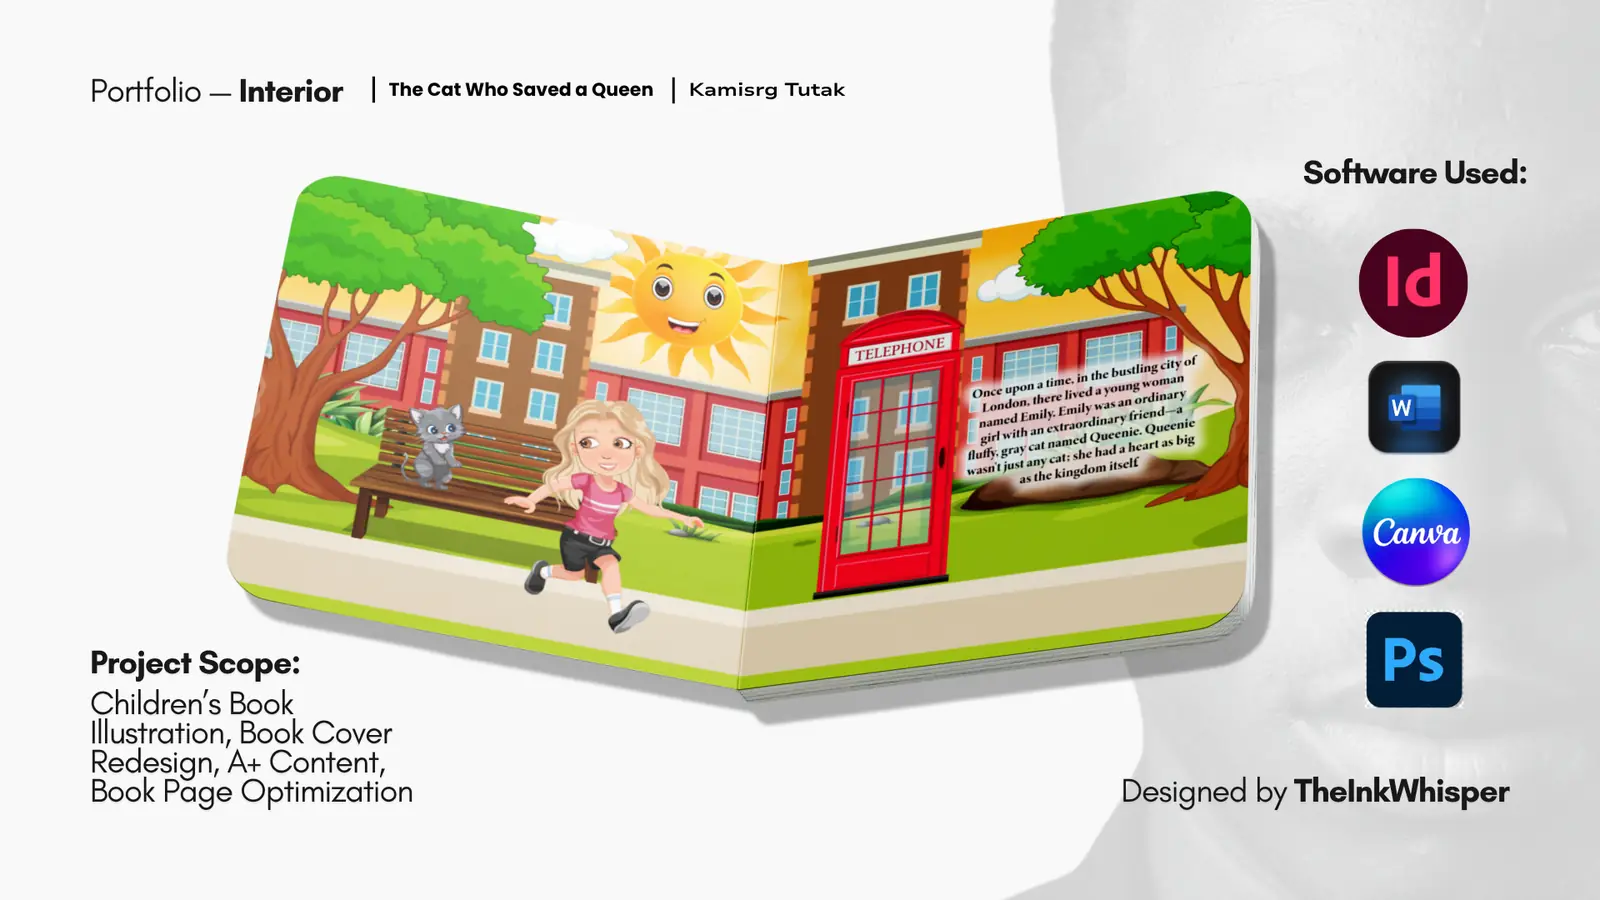 Portfolio — Interior | The Cat Who Saved a Queen | Kamisrg Tutak
Software Used:
Id
W
Canva
Ps
TELEPHONE
Once upon a time, in the bustling city of
London, there lived a young woman
named Emily. Emily was an ordinary
girl with an extraordinary friend—a
fluffy, gray cat named Queenie. Queenie
wasn't just any cat; she had a heart as big
as the kingdom itself
Project Scope:
Children's Book
Illustration, Book Cover
Redesign, A+ Content,
Book Page Optimization
Designed by TheInkWhisper